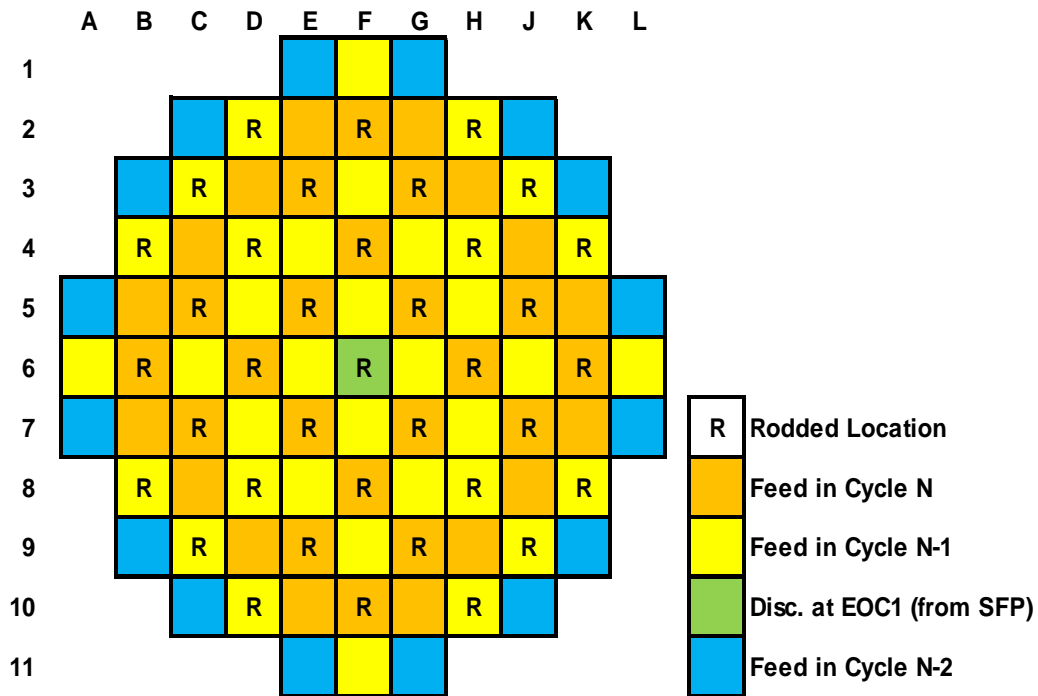 A B C D E F G H J K L
1
2 R R R
3 R R R R
4 R R R R R
5 R R R R
6 R R R R R
7 R R R R R Rodded Location
8 R R R R R Feed in Cycle N
9 R R R R Feed in Cycle N-1
10 R R R Disc. at EOC1 (from SFP)
11 Feed in Cycle N-2